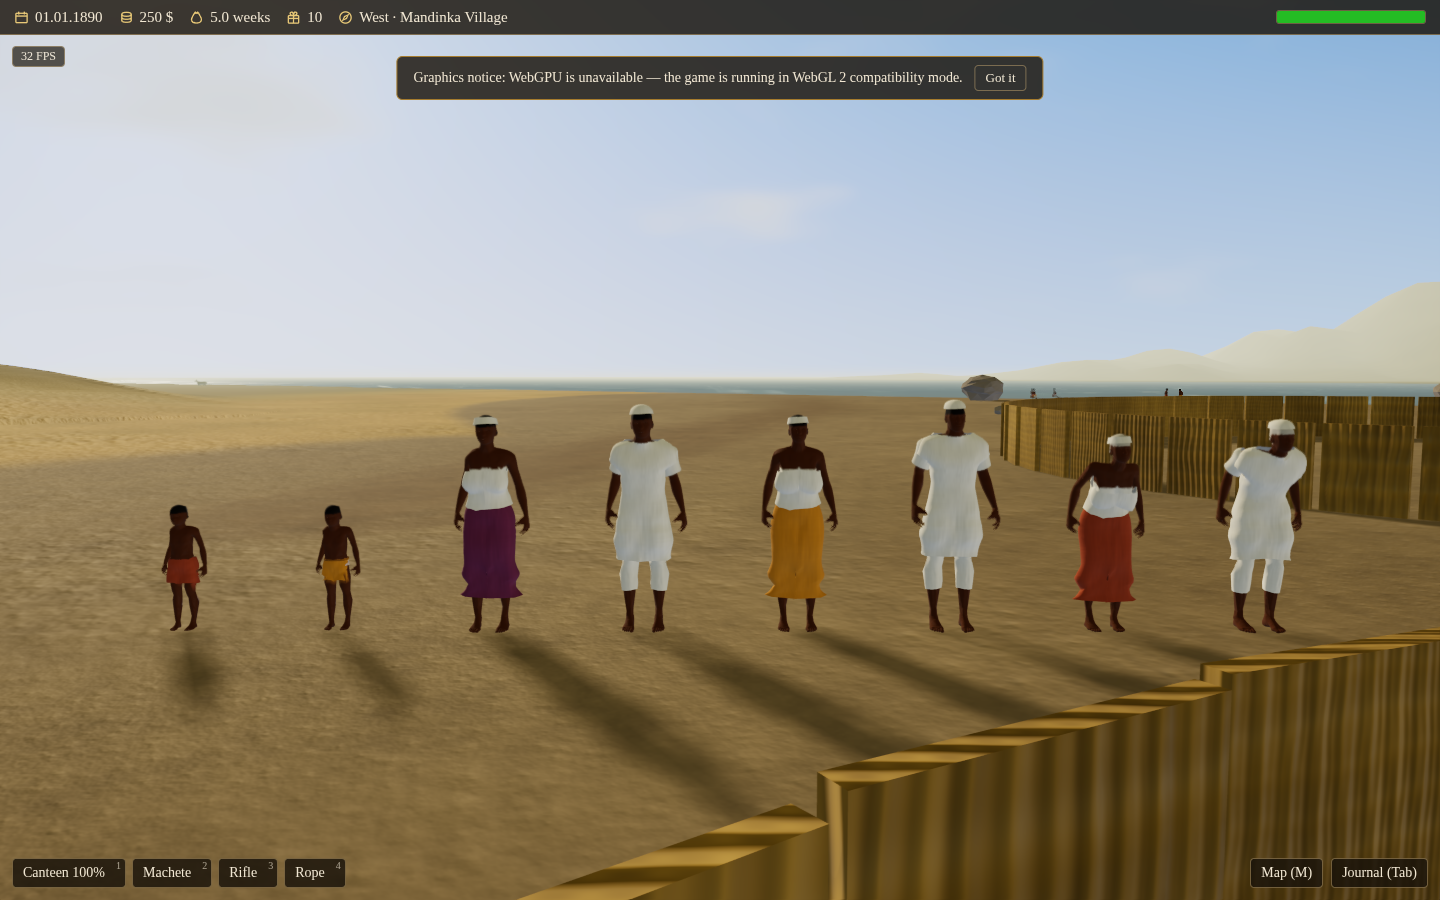 01.01.1890 250 $ 5.0 weeks 10 West · Mandinka Village
32 FPS
Graphics notice: WebGPU is unavailable — the game is running in WebGL 2 compatibility mode. Got it
Canteen 100% 1 Machete 2 Rifle 3 Rope 4
Map (M) Journal (Tab)